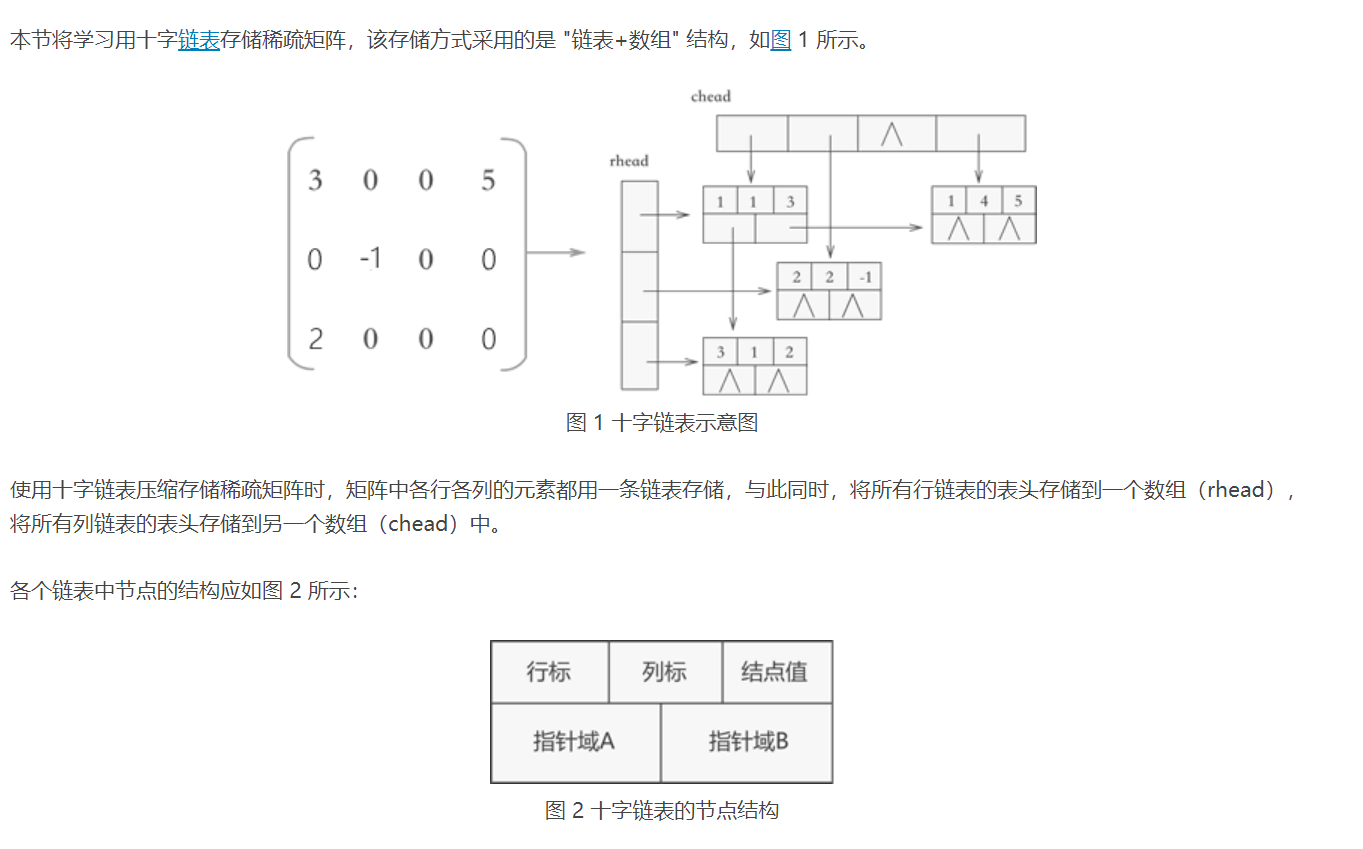 本节将学习用十字链表存储稀疏矩阵，该存储方式采用的是 "链表+数组" 结构，如图 1 所示。
chead
∧
rhead
3 0 0 5
1 1 3
1 4 5
∧ ∧
0 -1 0 0
2 2 -1
∧ ∧
2 0 0 0
3 1 2
∧ ∧
图 1 十字链表示意图
使用十字链表压缩存储稀疏矩阵时，矩阵中各行各列的元素都用一条链表存储，与此同时，将所有行链表的表头存储到一个数组（rhead），
将所有列链表的表头存储到另一个数组（chead）中。
各个链表中节点的结构应如图 2 所示：
行标 列标 结点值
指针域A 指针域B
图 2 十字链表的节点结构